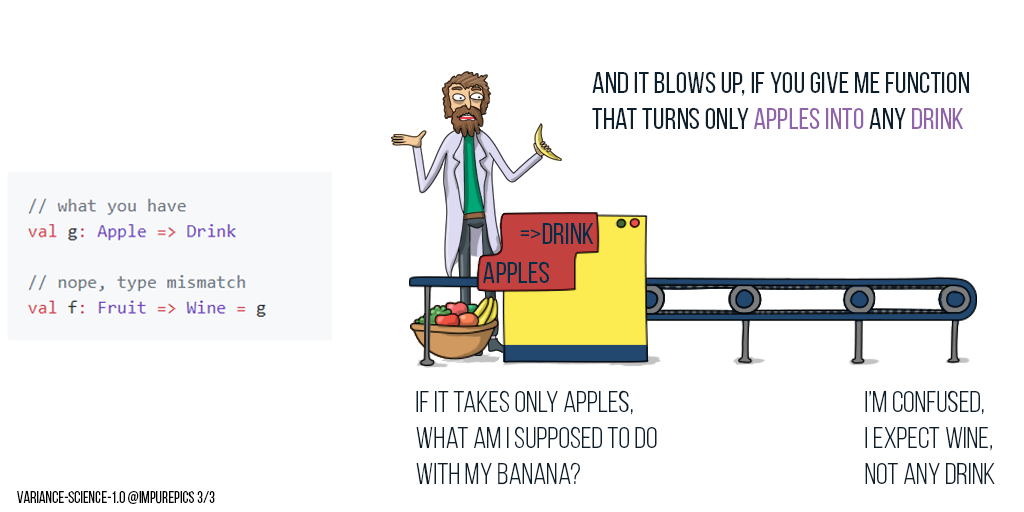 AND IT BLOWS UP, IF YOU GIVE ME FUNCTION
THAT TURNS ONLY APPLES INTO ANY DRINK
// what you have
val g: Apple => Drink
// nope, type mismatch
val f: Fruit => Wine = g
=>DRINK
APPLES
IF IT TAKES ONLY APPLES,
WHAT AM I SUPPOSED TO DO
WITH MY BANANA?
I'M CONFUSED,
I EXPECT WINE,
NOT ANY DRINK
VARIANCE-SCIENCE-1.0 @IMPUREPICS 3/3